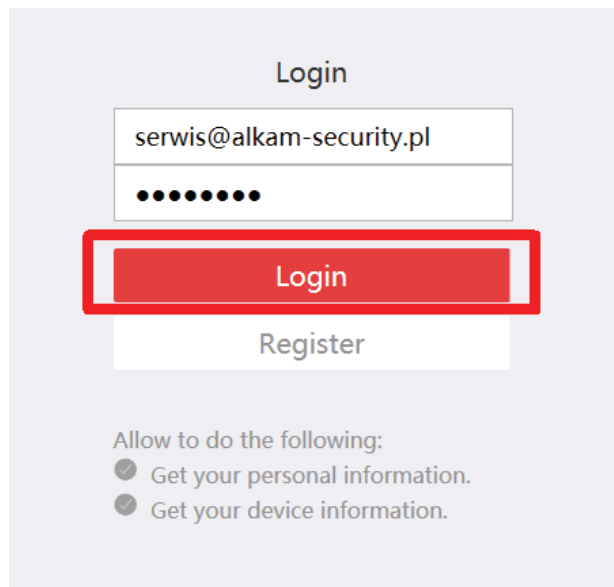 Login
serwis@alkam-security.pl
••••••••
Login
Register
Allow to do the following:
Get your personal information.
Get your device information.